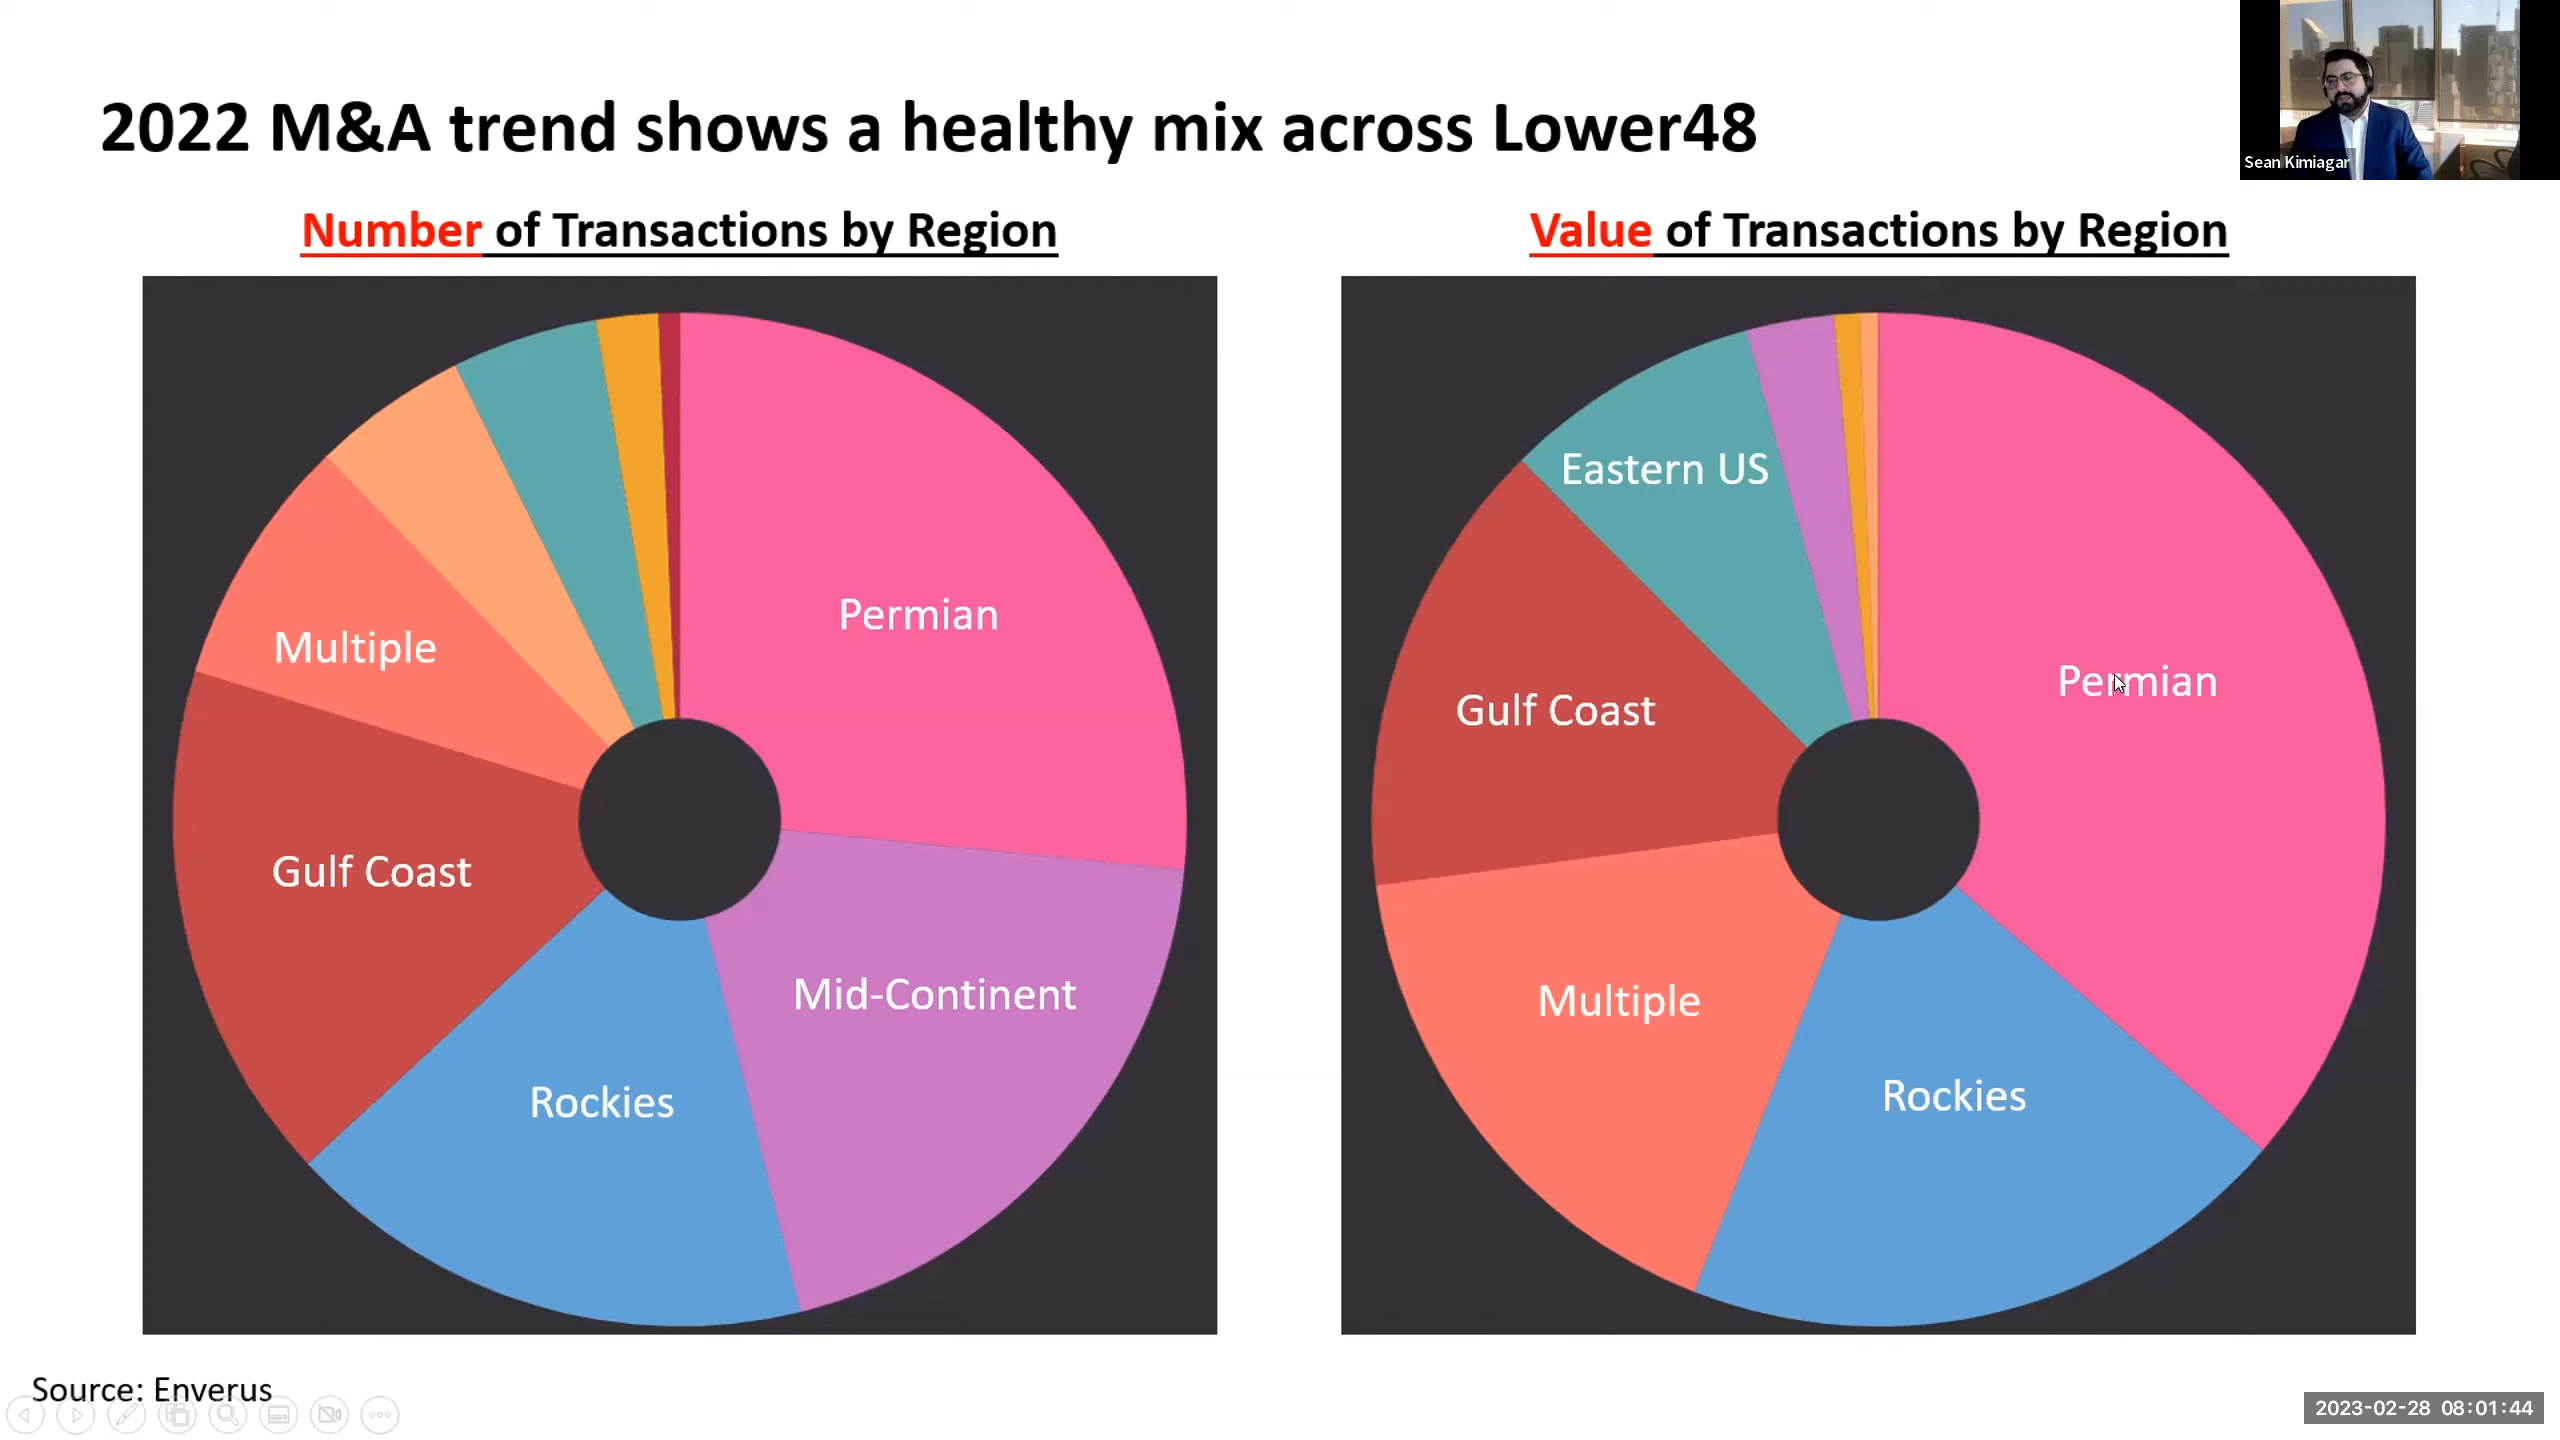 2022 M&A trend shows a healthy mix across Lower48
Sean Kimiagar
Number of Transactions by Region
Value of Transactions by Region
Permian
Multiple
Gulf Coast
Mid-Continent
Rockies
Eastern US
Permian
Gulf Coast
Multiple
Rockies
Source: Enverus
2023-02-28 08:01:44